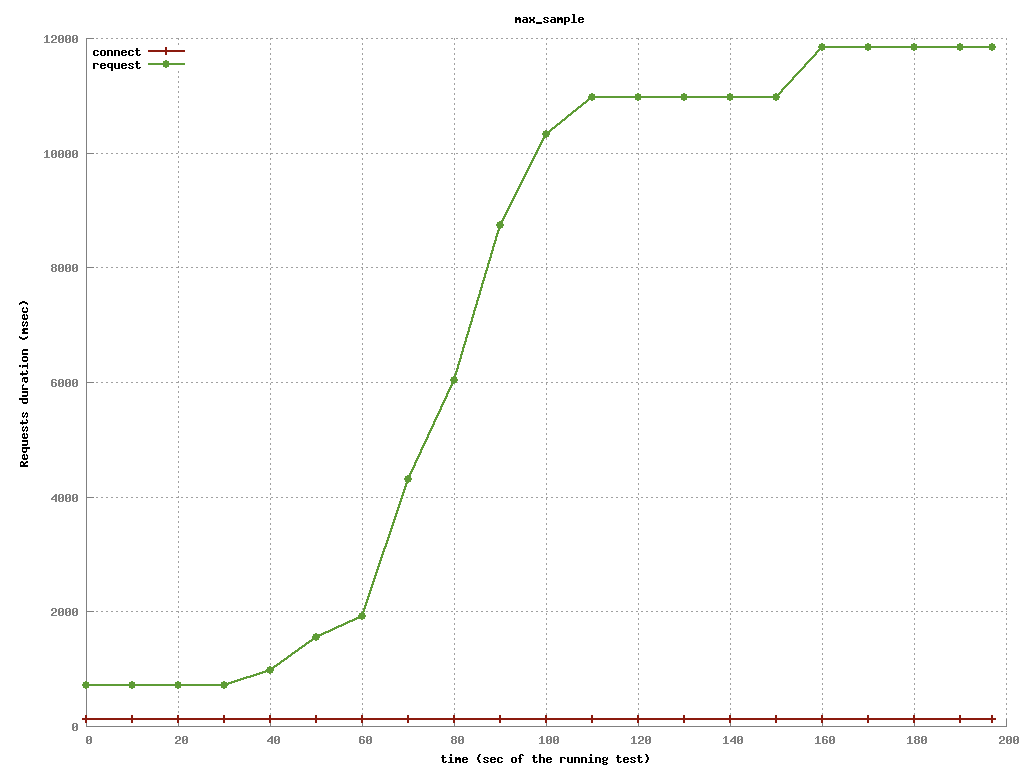 max_sample
12000
connect
request
10000
8000
6000
4000
2000
0
Requests duration (msec)
0 20 40 60 80 100 120 140 160 180 200
time (sec of the running test)